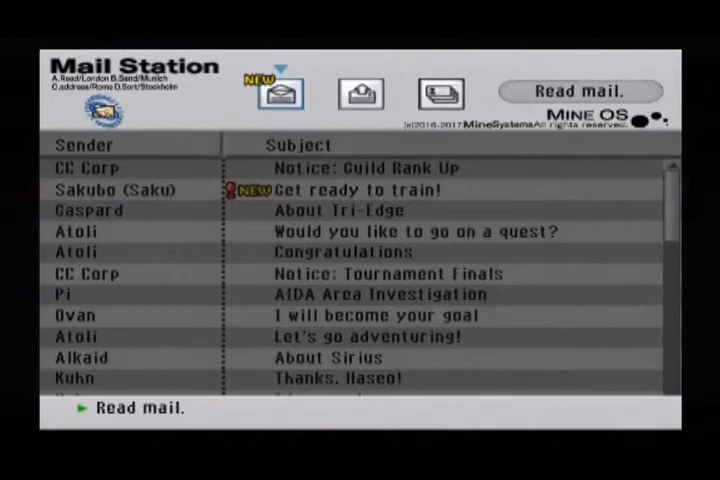 Mail Station
A.Read/London B.Send/Munich
C.address/Roma D.Sort/Stockholm
NEW
Read mail.
MINE OS
(c)2016-2017 MineSystemsAll rights reserved.
Sender Subject
CC Corp Notice: Guild Rank Up
Sakubo (Saku) NEW Get ready to train!
Gaspard About Tri-Edge
Atoli Would you like to go on a quest?
Atoli Congratulations
CC Corp Notice: Tournament Finals
Pi AIDA Area Investigation
Ovan I will become your goal
Atoli Let's go adventuring!
Alkaid About Sirius
Kuhn Thanks, Haseo!
Read mail.